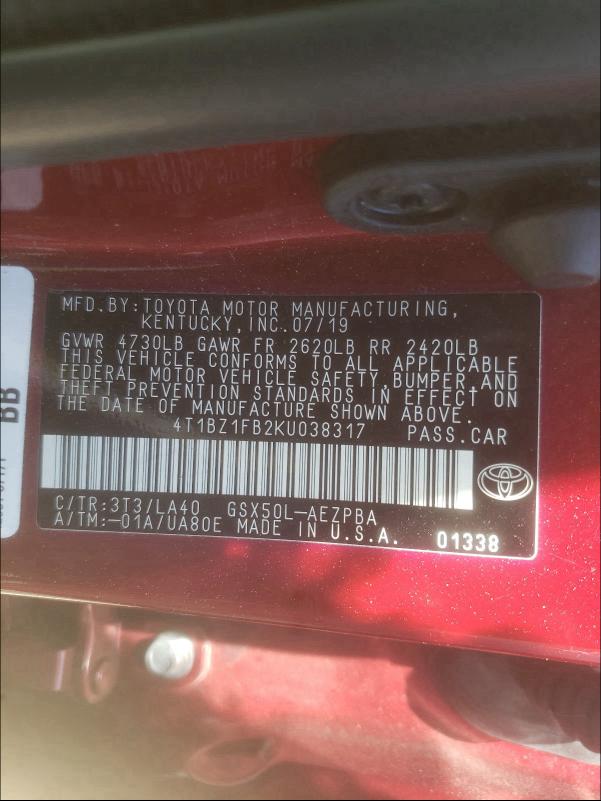 MFD. BY: TOYOTA MOTOR MANUFACTURING,
KENTUCKY, INC. 07/19
GVWR 4730LB GAWR FR 2620LB RR 2420LB
THIS VEHICLE CONFORMS TO ALL APPLICABLE
FEDERAL MOTOR VEHICLE SAFETY, BUMPER, AND
THEFT PREVENTION STANDARDS IN EFFECT ON
THE DATE OF MANUFACTURE SHOWN ABOVE.
4T1BZ1FB2KU038317 PASS. CAR
C/TR: 3T3/LA40 GSX50L-AEZPBA
A/TM: -01A/UA80E MADE IN U.S.A. 01338
BB